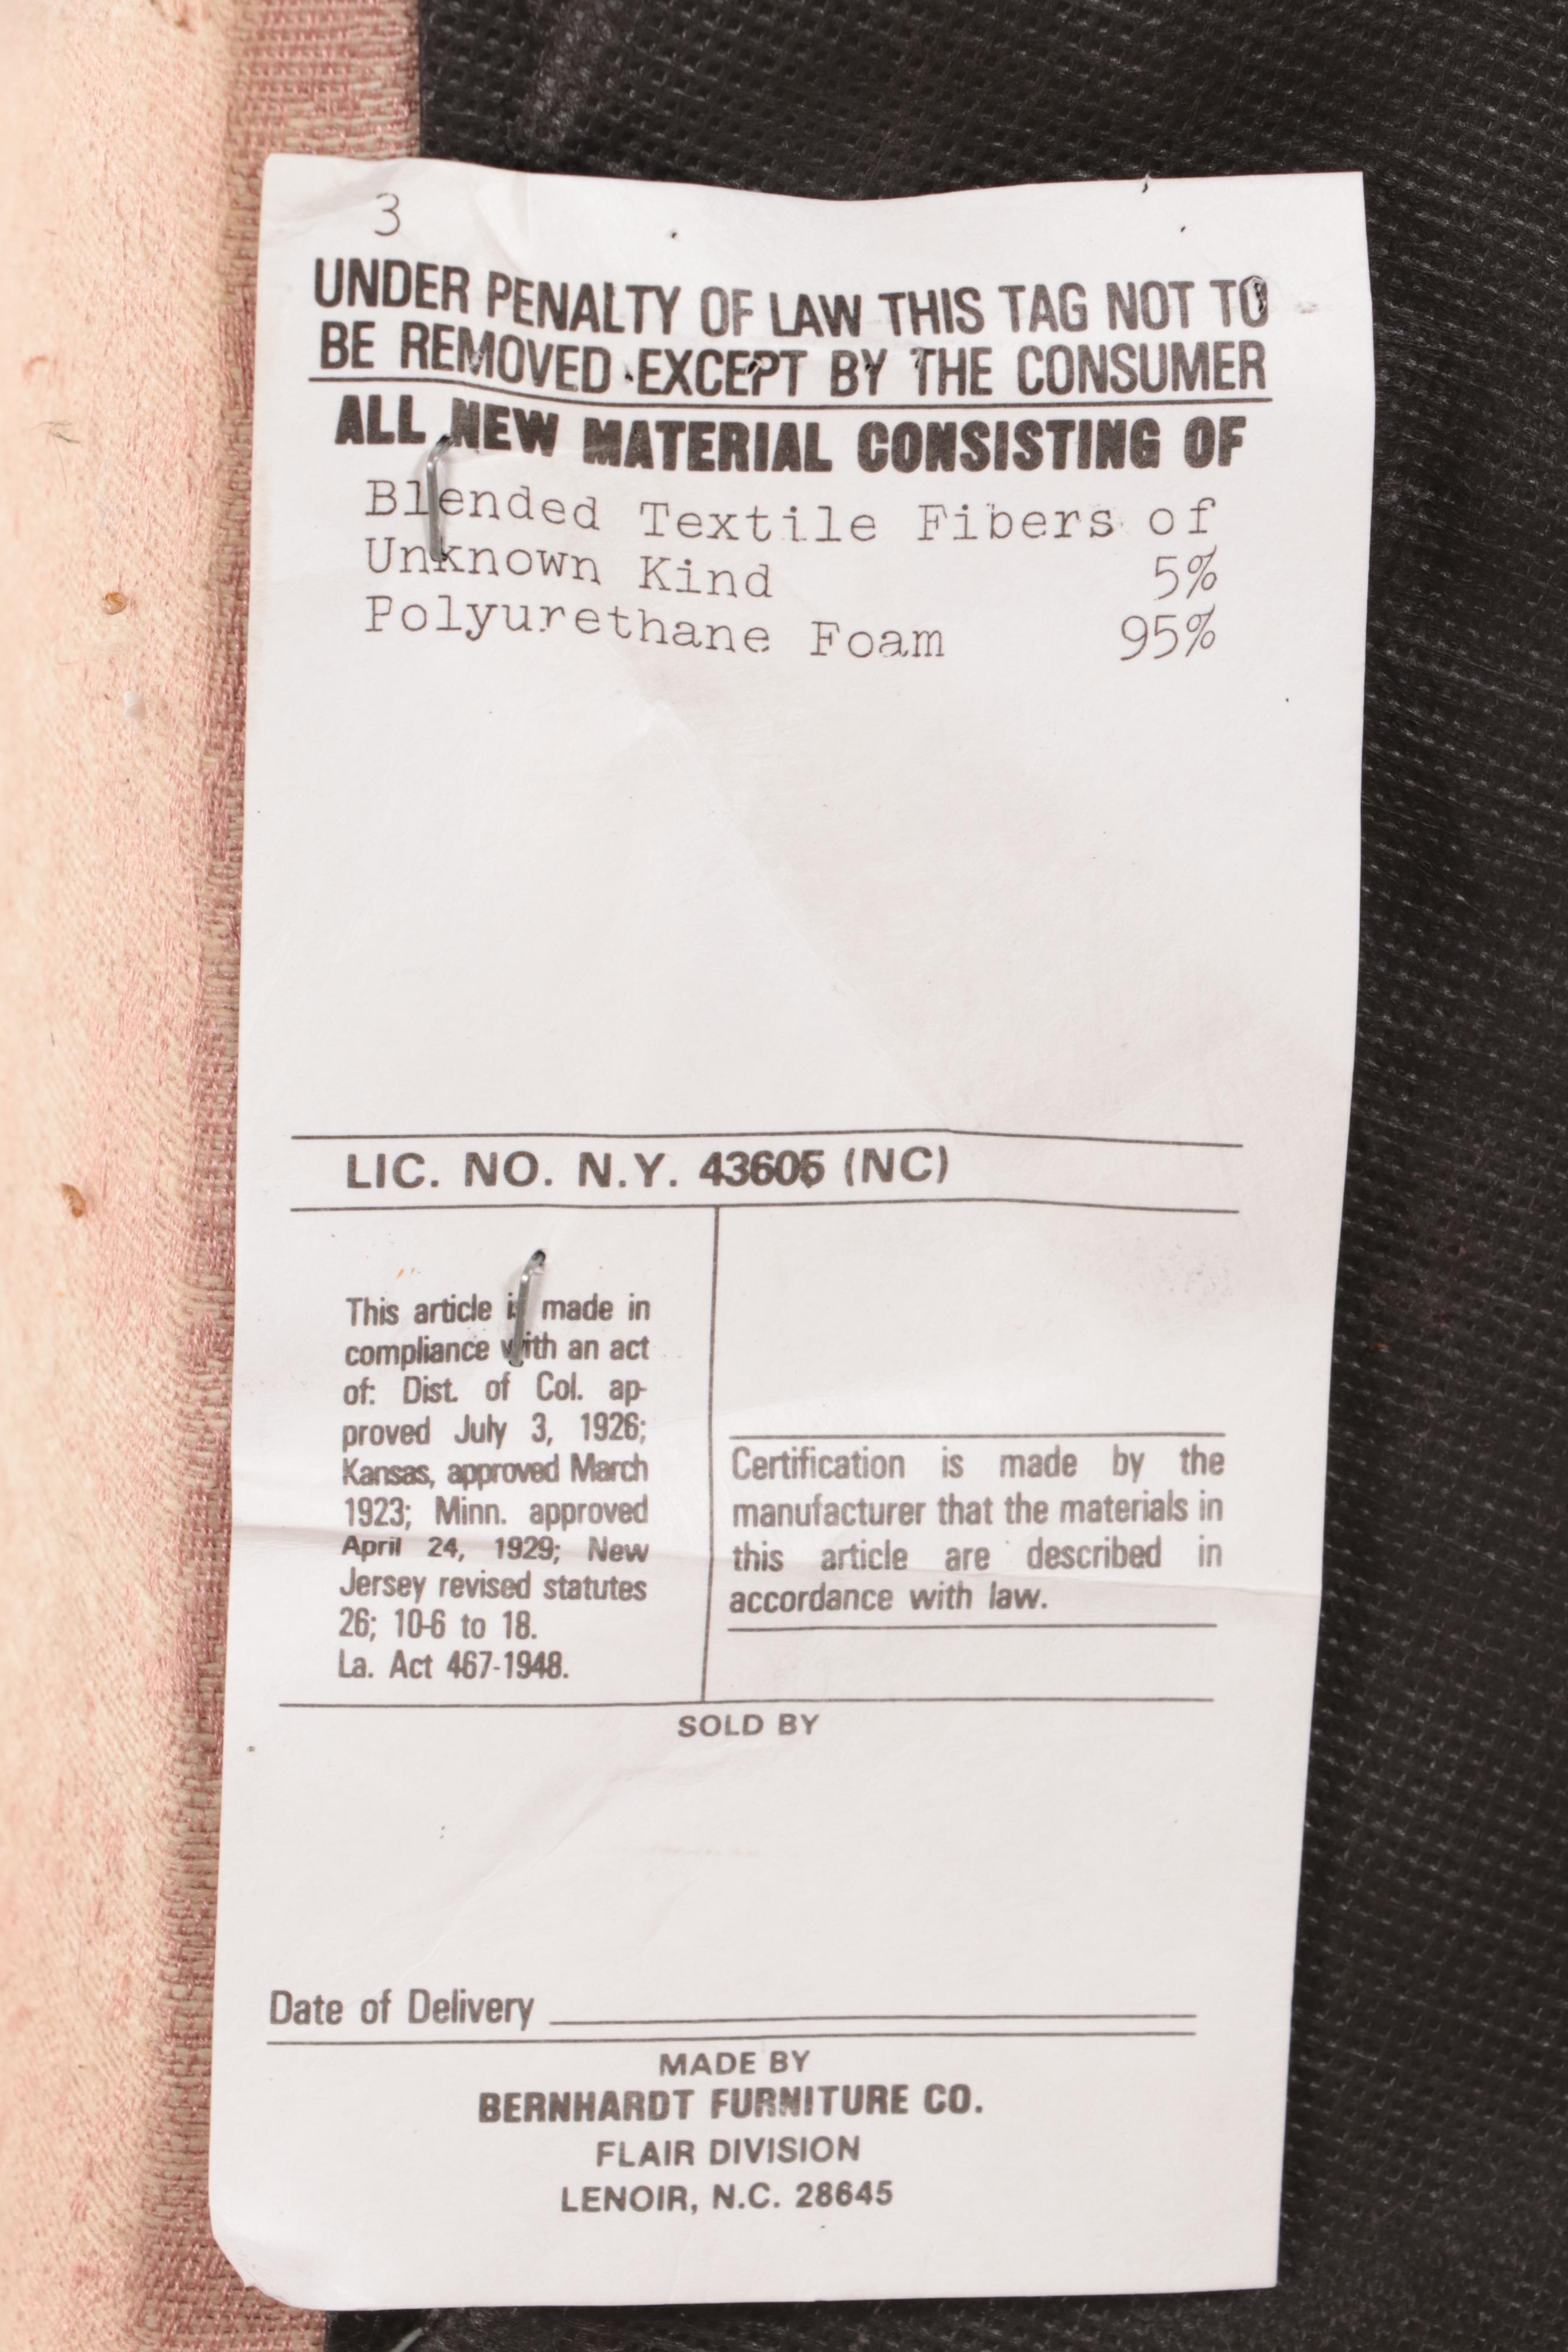 3
UNDER PENALTY OF LAW THIS TAG NOT TO
BE REMOVED EXCEPT BY THE CONSUMER
ALL NEW MATERIAL CONSISTING OF
Blended Textile Fibers of
Unknown Kind 5%
Polyurethane Foam 95%
LIC. NO. N.Y. 43605 (NC)
This article is made in
compliance with an act
of: Dist. of Col. ap-
proved July 3, 1926;
Kansas, approved March
1923; Minn. approved
April 24, 1929; New
Jersey revised statutes
26; 10-6 to 18.
La. Act 467-1948.
Certification is made by the
manufacturer that the materials in
this article are described in
accordance with law.
SOLD BY
Date of Delivery
MADE BY
BERNHARDT FURNITURE CO.
FLAIR DIVISION
LENOIR, N.C. 28645